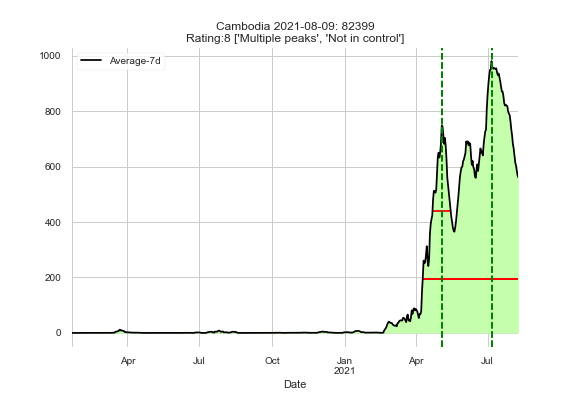 Cambodia 2021-08-09: 82399
Rating:8 ['Multiple peaks', 'Not in control']
Average-7d
1000
800
600
400
200
0
Apr
Jul
Oct
Jan
2021
Apr
Jul
Date